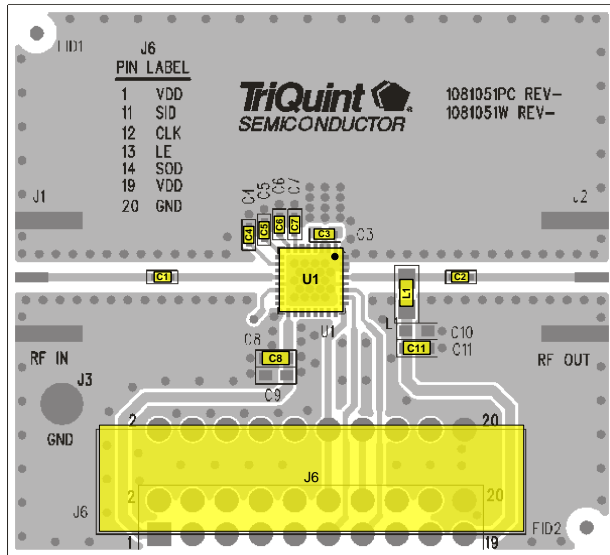 FID1
J6
PIN LABEL
1 VDD
11 SID
12 CLK
13 LE
14 SOD
19 VDD
20 GND
TriQuint
SEMICONDUCTOR
1081051PC REV-
1081051W REV-
J1
J2
C4 C5 C6 C7
C4 C5 C6 C7
C3 C3
C1
U1
C2
L1
L1
U1
C10
C11 C11
C8 C8
C9
RF IN
RF OUT
J3
GND
2 20
J6
2 20
J6
1 19
FID2